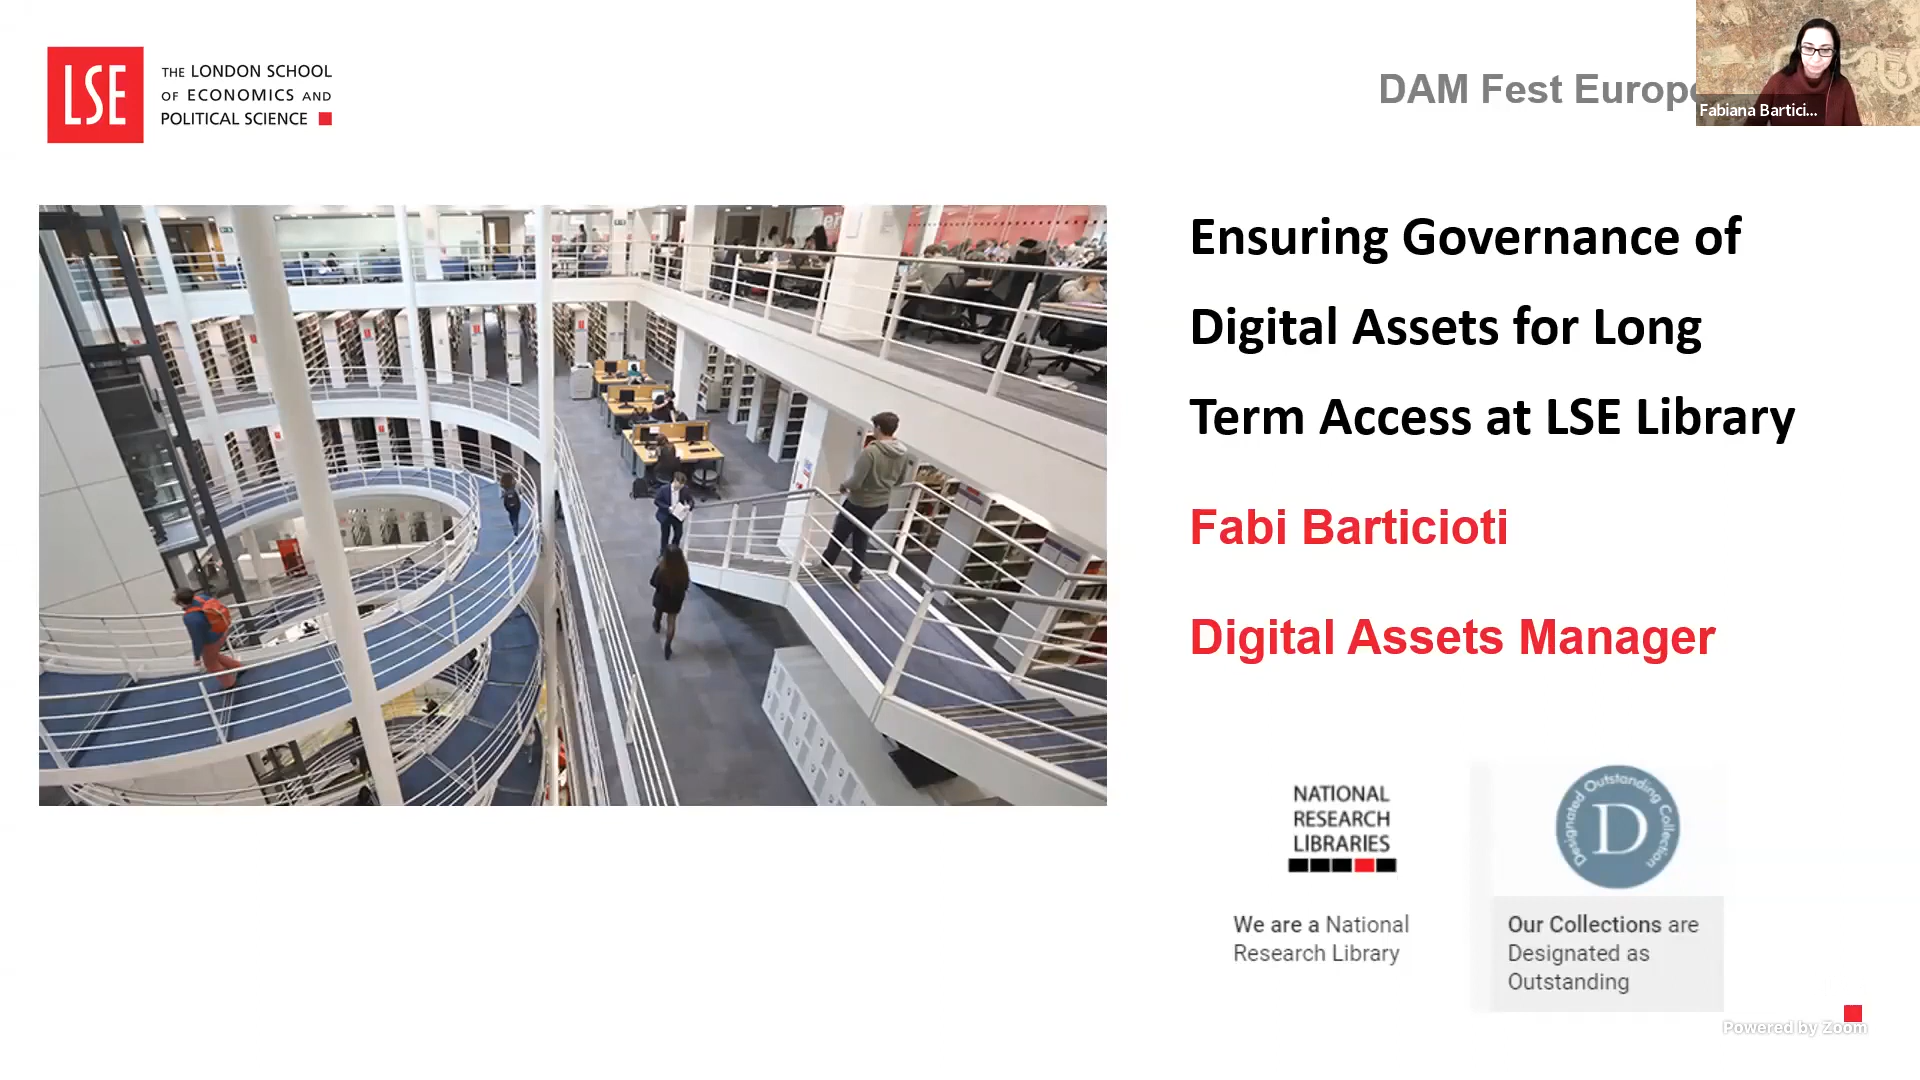 LSE
THE LONDON SCHOOL
OF ECONOMICS AND
POLITICAL SCIENCE
DAM Fest Europe
Fabiana Bartici...
Ensuring Governance of
Digital Assets for Long
Term Access at LSE Library
Fabi Barticioti
Digital Assets Manager
NATIONAL
RESEARCH
LIBRARIES
We are a National
Research Library
Designated Outstanding Collection
D
Our Collections are
Designated as
Outstanding
Powered by Zoom